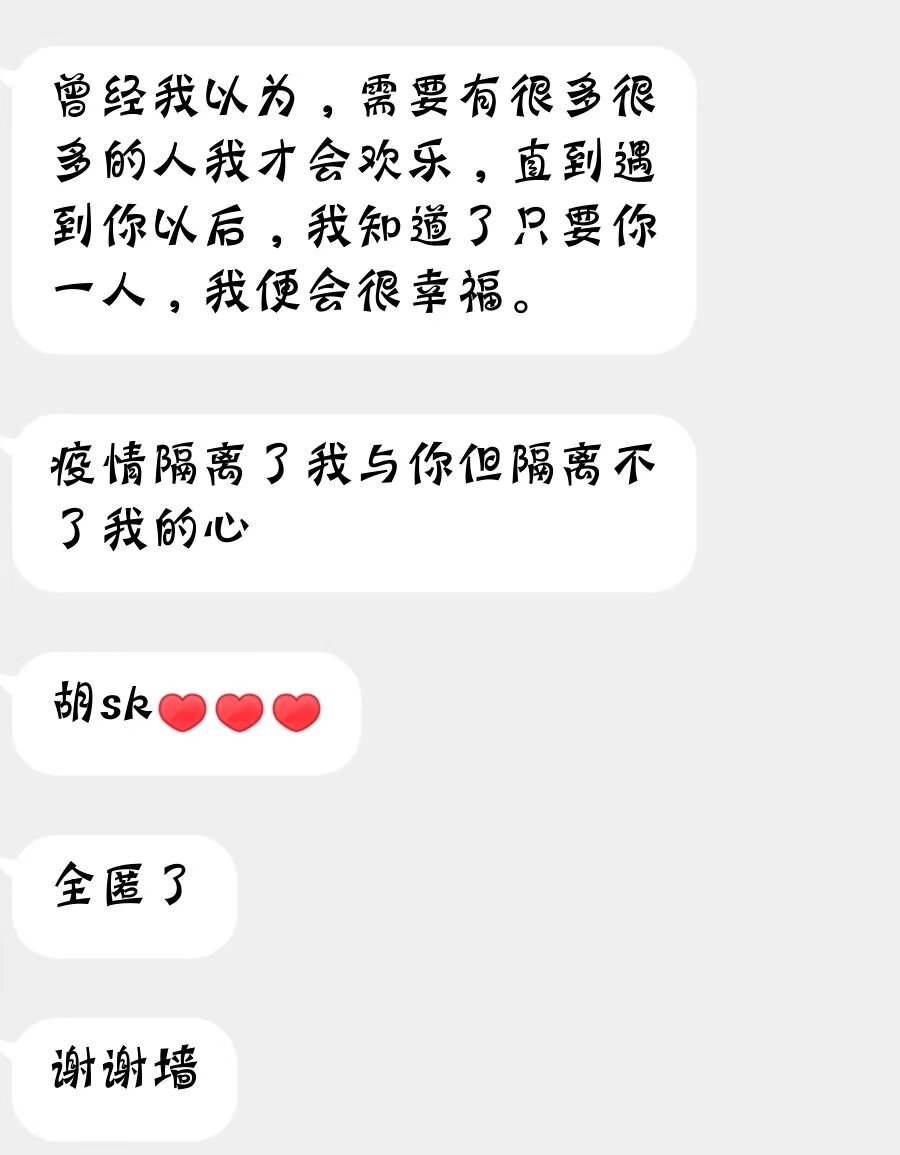 曾经我以为，需要有很多很
多的人我才会欢乐，直到遇
到你以后，我知道了只要你
一人，我便会很幸福。
疫情隔离了我与你但隔离不
了我的心
胡sk❤❤❤
全匿了
谢谢墙